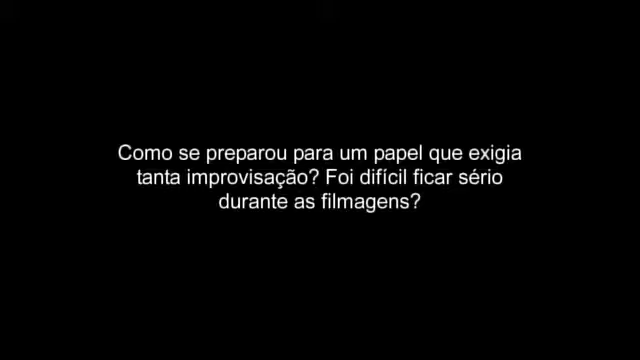 Como se preparou para um papel que exigia
tanta improvisação? Foi difícil ficar sério
durante as filmagens?